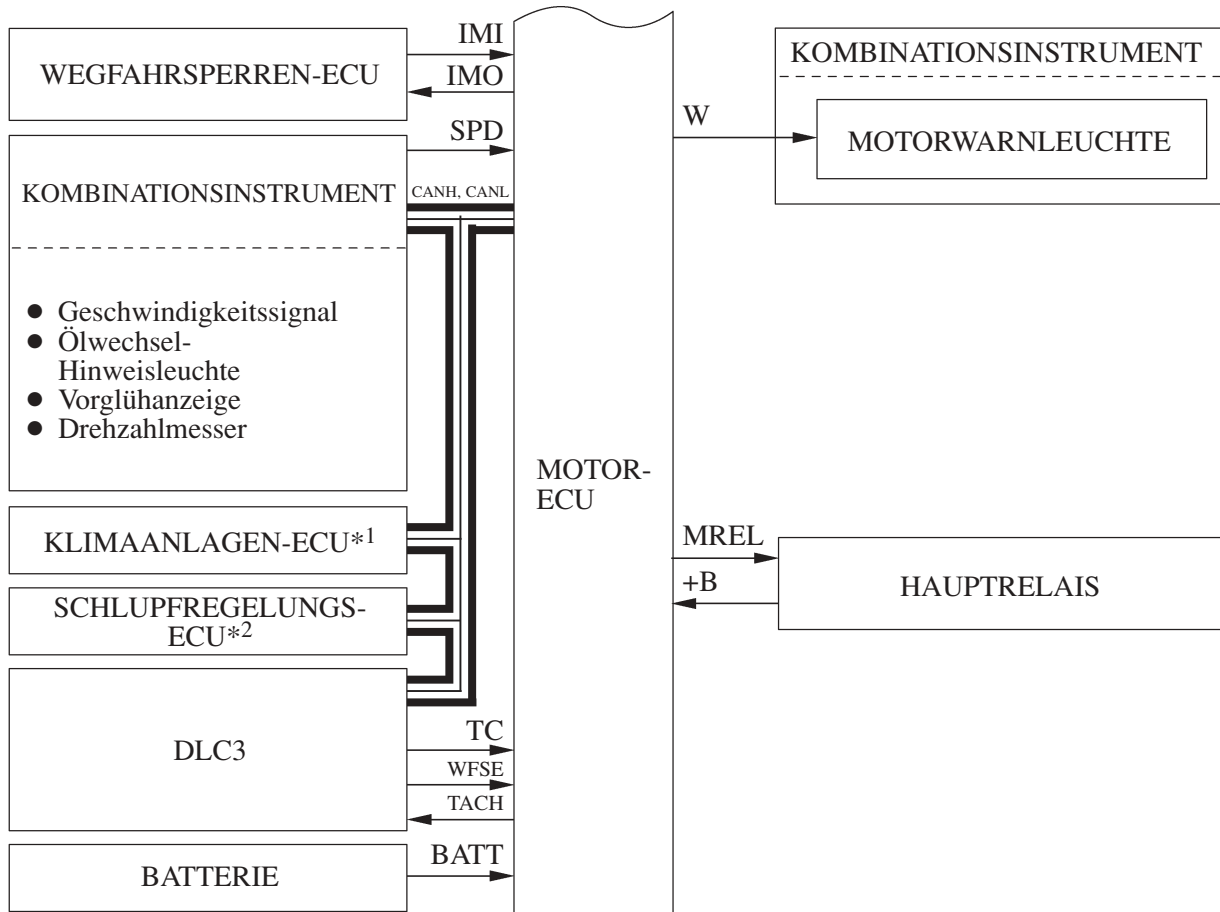 WEGFAHRSPERREN-ECU
IMI
IMO
KOMBINATIONSINSTRUMENT
SPD
CANH, CANL
● Geschwindigkeitssignal
● Ölwechsel-
Hinweisleuchte
● Vorglühanzeige
● Drehzahlmesser
KLIMAANLAGEN-ECU*1
SCHLUPFREGELUNGS-
ECU*2
DLC3
TC
WFSE
TACH
BATTERIE
BATT
MOTOR-
ECU
W
KOMBINATIONSINSTRUMENT
MOTORWARNLEUCHTE
MREL
+B
HAUPTRELAIS